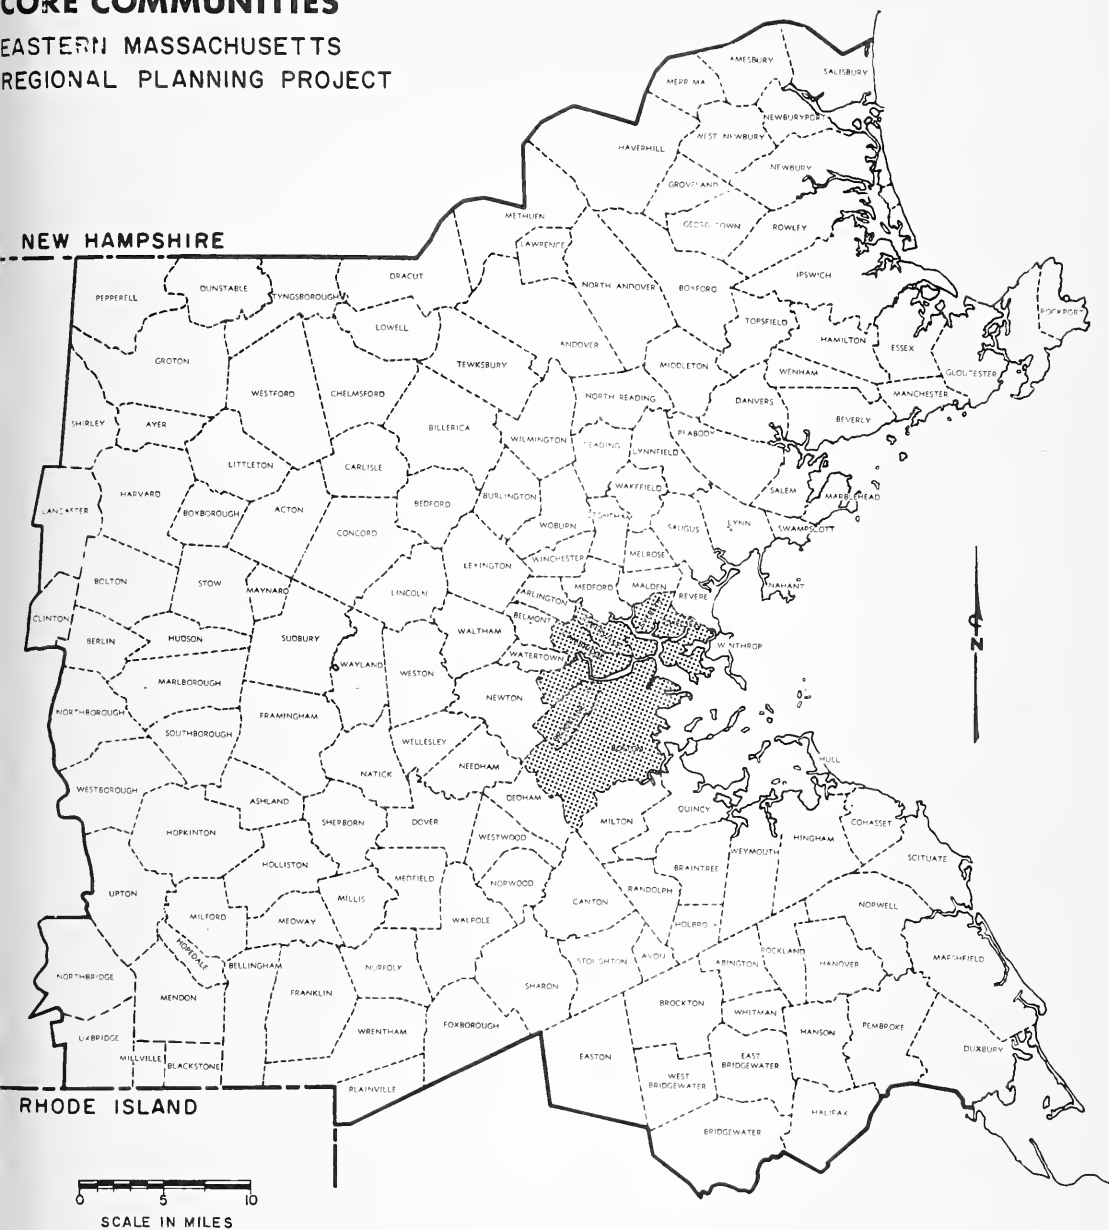 CORE COMMUNITIES
EASTERN MASSACHUSETTS
REGIONAL PLANNING PROJECT
AMESBURY
SALISBURY
NEWBURYPORT
WEST NEWBURY
HAVERHILL
NEWBURY
GROVELAND
METHUEN
ROWLEY
NEW HAMPSHIRE
LAWRENCE
DRACUT
IPSWICH
DUNSTABLE
NORTH ANDOVER
BOXFORD
PEPPERELL
TYNGSBOROUGH
ROCKPORT
TOPSFIELD
LOWELL
HAMILTON
ANDOVER
ESSEX
GROTON
TEWKSBURY
MIDDLETON
WENHAM
GLOUCESTER
WESTFORD
CHELMSFORD
NORTH READING
MANCHESTER
DANVERS
BEVERLY
SHIRLEY
AYER
BILLERICA
PEABODY
WILMINGTON
READING
LYNNFIELD
LITTLETON
CARLISLE
WAKEFIELD
SALEM
MARBLEHEAD
HARVARD
BURLINGTON
BEDFORD
LANCASTER
BOXBOROUGH
ACTON
STONEHAM
WOBURN
SAUGUS
LYNN
SWAMPSCOTT
CONCORD
WINCHESTER
MELROSE
LEXINGTON
BOLTON
STOW
MAYNARD
LINCOLN
MEDFORD
MALDEN
NAHANT
REVERE
ARLINGTON
CLINTON
BELMONT
WALTHAM
BERLIN
HUDSON
SUDBURY
WINTHROP
N
WAYLAND
WATERTOWN
WESTON
MARLBOROUGH
NEWTON
NORTHBOROUGH
FRAMINGHAM
SOUTHBOROUGH
WELLESLEY
BOSTON
HULL
NEEDHAM
NATICK
WESTBOROUGH
DEDHAM
ASHLAND
QUINCY
SHERBORN
DOVER
MILTON
COHASSET
HOPKINTON
WESTWOOD
HINGHAM
WEYMOUTH
SCITUATE
HOLLISTON
BRAINTREE
MEDFIELD
NORWOOD
RANDOLPH
UPTON
MILLIS
CANTON
NORWELL
MILFORD
MEDWAY
WALPOLE
HOLBROOK
HOPEDALE
ROCKLAND
AVON
MARSHFIELD
STOUGHTON
ABINGTON
HANOVER
BELLINGHAM
NORFOLK
NORTHBRIDGE
SHARON
FRANKLIN
MENDON
BROCKTON
WHITMAN
FOXBOROUGH
PEMBROKE
WRENTHAM
HANSON
UXBRIDGE
DUXBURY
MILLVILLE
BLACKSTONE
EASTON
EAST
BRIDGEWATER
WEST
BRIDGEWATER
PLAINVILLE
RHODE ISLAND
HALIFAX
BRIDGEWATER
0 5 10
SCALE IN MILES